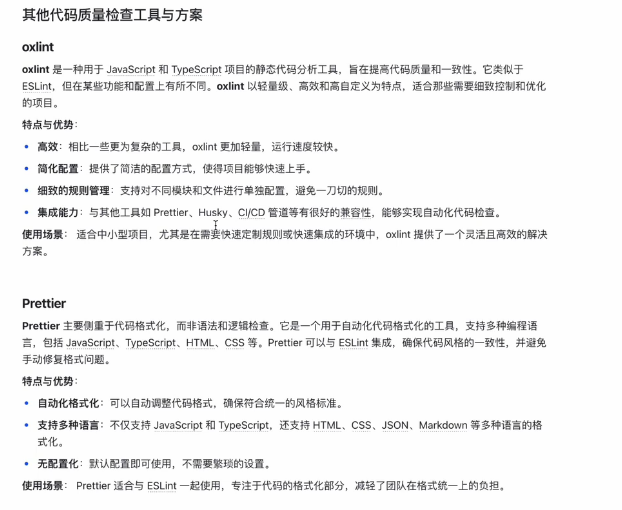 其他代码质量检查工具与方案
oxlint
oxlint 是一种用于 JavaScript 和 TypeScript 项目的静态代码分析工具，旨在提高代码质量和一致性。它类似于
ESLint，但在某些功能和配置上有所不同。oxlint 以轻量级、高效和高自定义为特点，适合那些需要细致控制和优化
的项目。
特点与优势：
• 高效：相比一些更为复杂的工具，oxlint 更加轻量，运行速度较快。
• 简化配置：提供了简洁的配置方式，使得项目能够快速上手。
• 细致的规则管理：支持对不同模块和文件进行单独配置，避免一刀切的规则。
• 集成能力：与其他工具如 Prettier、Husky、CI/CD 管道等有很好的兼容性，能够实现自动化代码检查。
使用场景： 适合中小型项目，尤其是在需要快速定制规则或快速集成的环境中，oxlint 提供了一个灵活且高效的解决
方案。
Prettier
Prettier 主要侧重于代码格式化，而非语法和逻辑检查。它是一个用于自动化代码格式化的工具，支持多种编程语
言，包括 JavaScript、TypeScript、HTML、CSS 等。Prettier 可以与 ESLint 集成，确保代码风格的一致性，并避免
手动修复格式问题。
特点与优势：
• 自动化格式化：可以自动调整代码格式，确保符合统一的风格标准。
• 支持多种语言：不仅支持 JavaScript 和 TypeScript，还支持 HTML、CSS、JSON、Markdown 等多种语言的格
式化。
• 无配置化：默认配置即可使用，不需要繁琐的设置。
使用场景： Prettier 适合与 ESLint 一起使用，专注于代码的格式化部分，减轻了团队在格式统一上的负担。